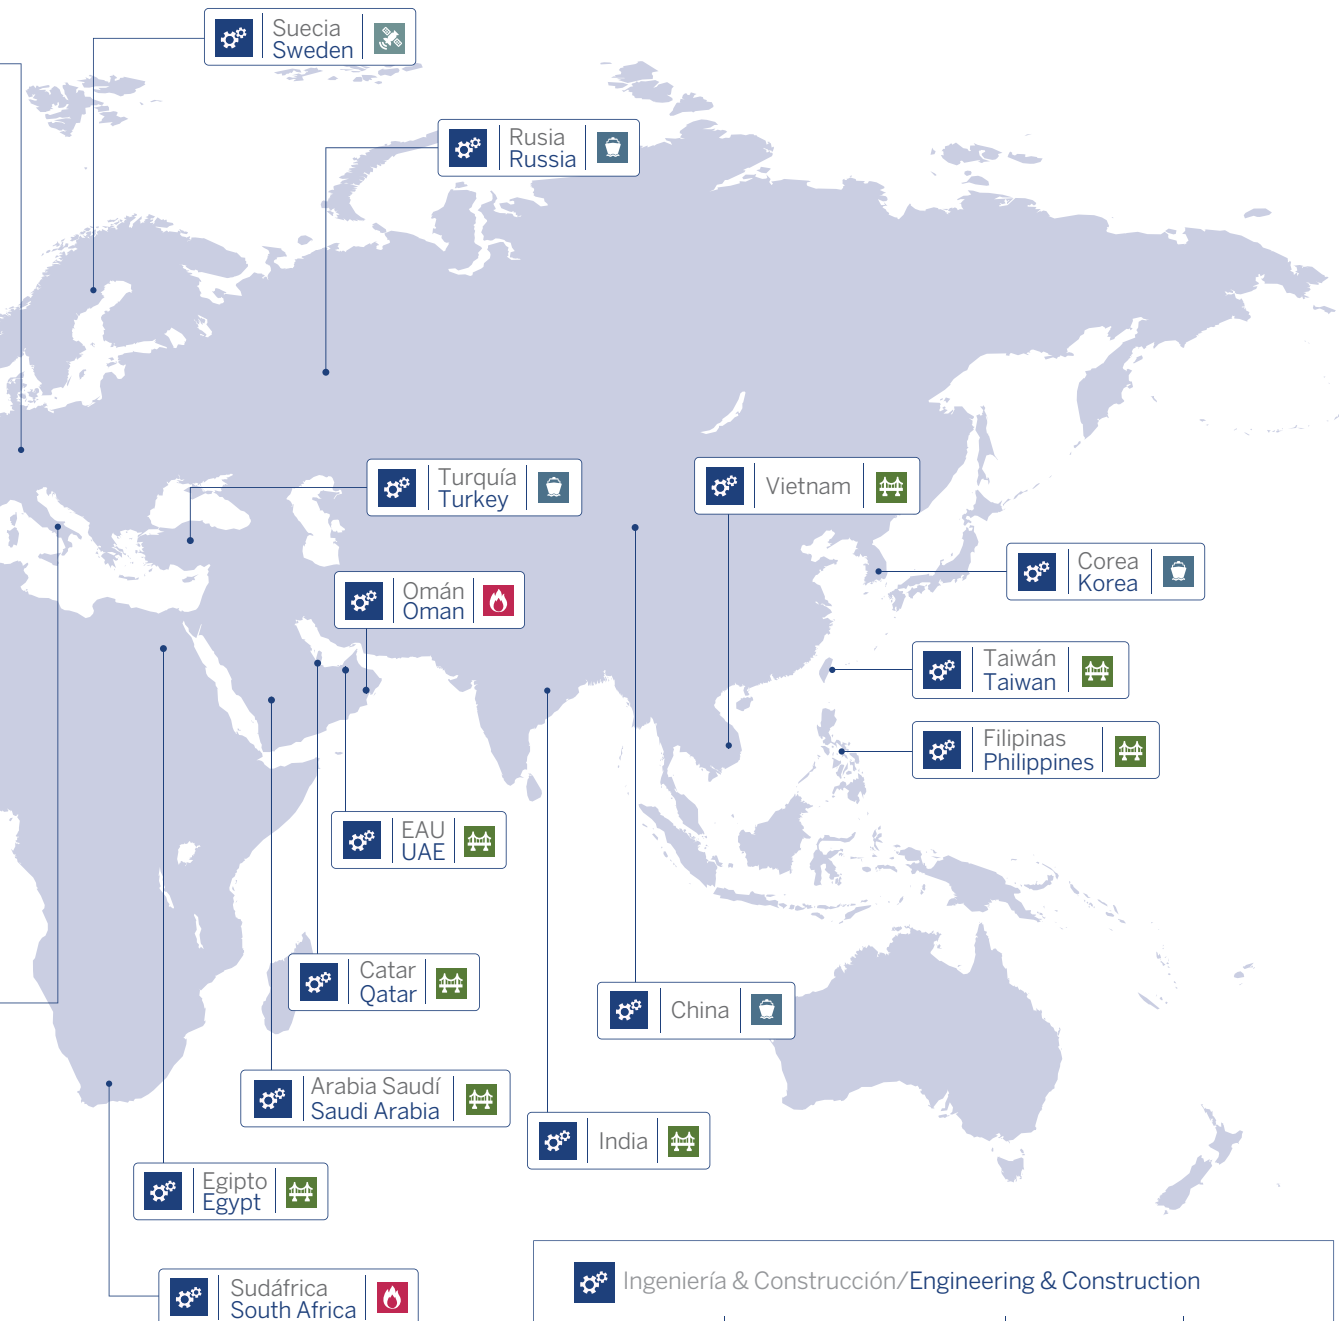 Suecia
Sweden
Rusia
Russia
Turquía
Turkey
Vietnam
Omán
Oman
Corea
Korea
Taiwán
Taiwan
Filipinas
Philippines
EAU
UAE
Catar
Qatar
China
Arabia Saudí
Saudi Arabia
India
Egipto
Egypt
Sudáfrica
South Africa
Ingeniería & Construcción/Engineering & Construction